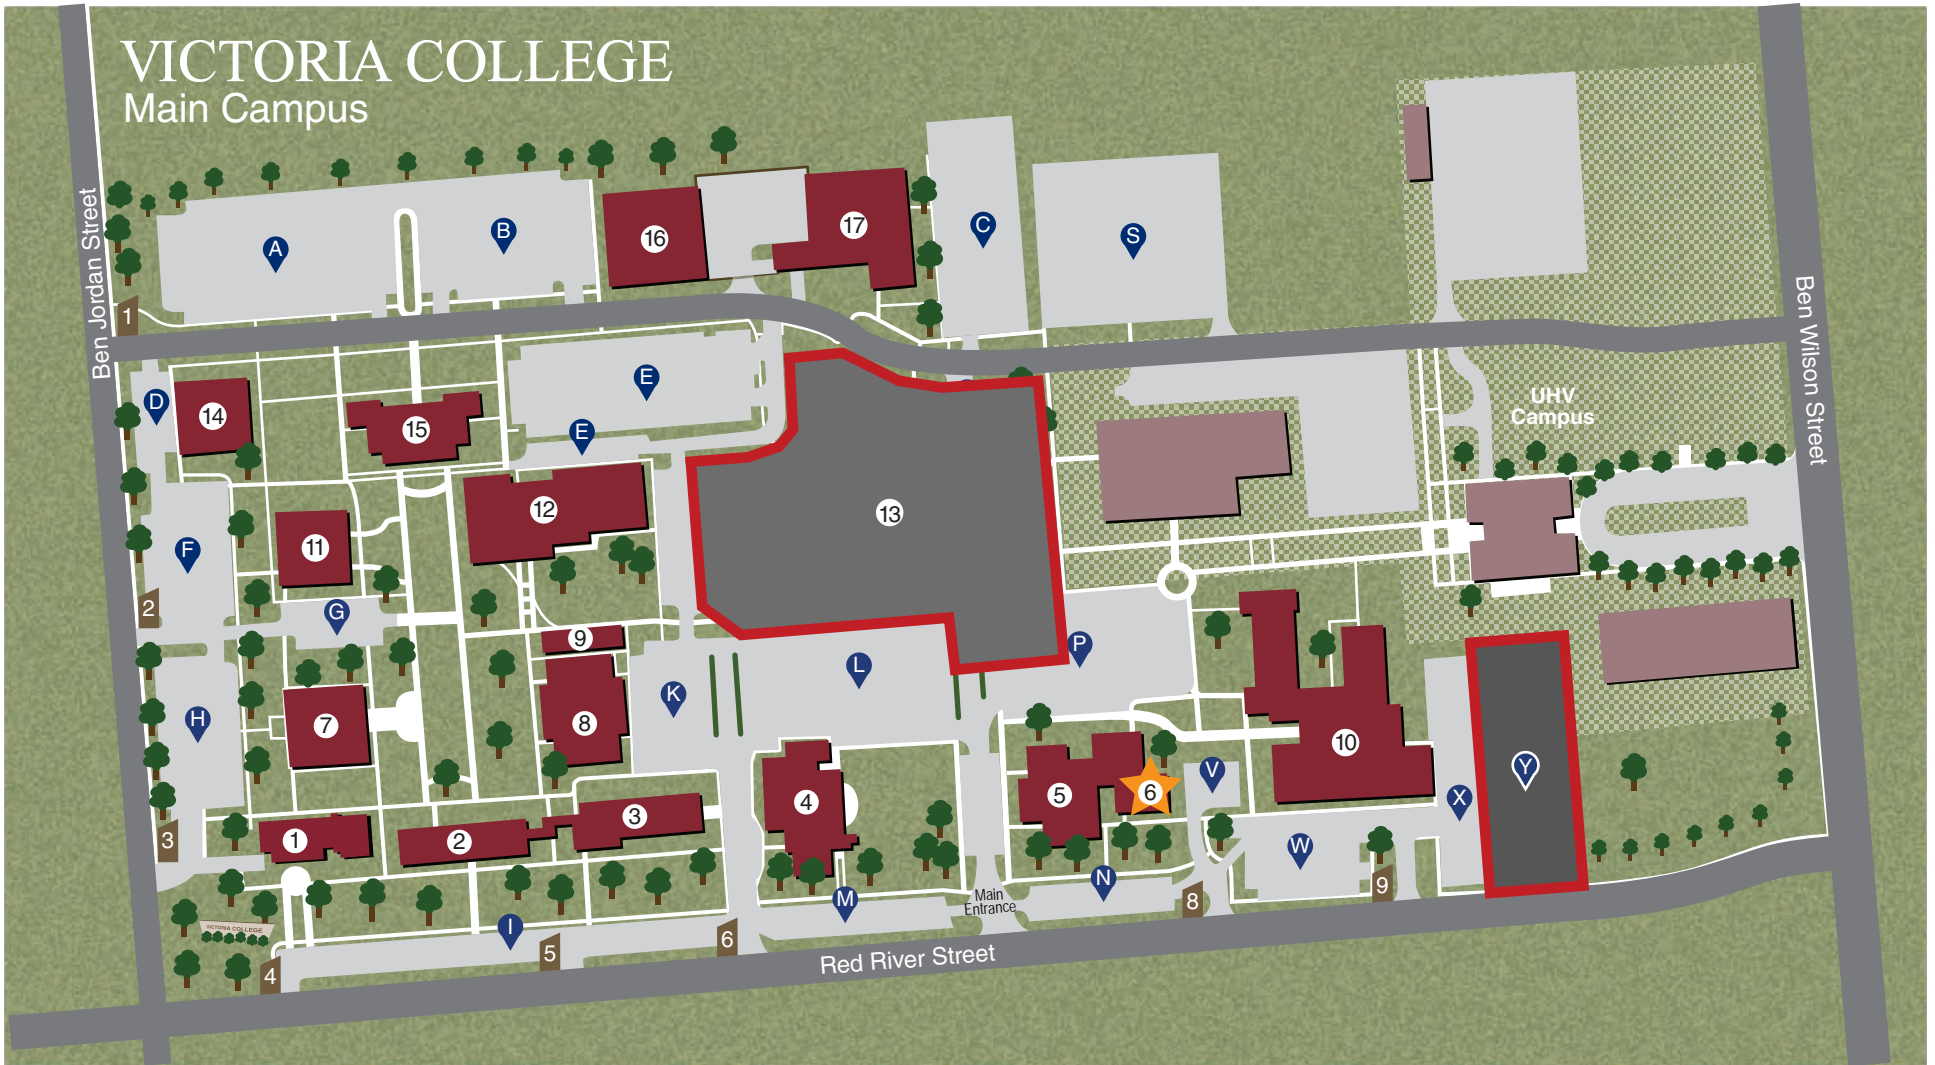 VICTORIA COLLEGE
Main Campus
Ben Jordan Street
Ben Wilson Street
A
B
16
17
C
S
1
D
14
15
E
E
UHV
Campus
12
13
11
F
2
G
9
P
L
K
H
7
8
10
V
Y
5
6
X
4
3
1
2
3
W
9
N
8
M
Main
Entrance
VICTORIA COLLEGE
I
5
6
4
Red River Street